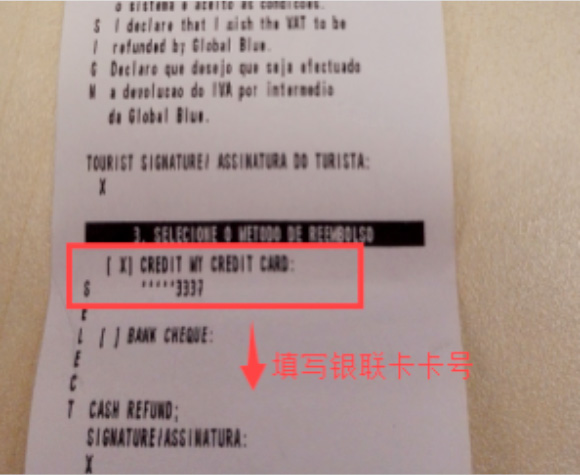 o sistema e aceito as condicoes.
S I declare that I wish the VAT to be
I refunded by Global Blue.
G Declaro que desejo que seja efectuado
N a devolucao do IVA por intermedio
da Global Blue.
TOURIST SIGNATURE/ ASSINATURA DO TURISTA:
X
3. SELECIONE O METODO DE REEMBOLSO
[ X] CREDIT MY CREDIT CARD:
S *****3337
E
L [ ] BANK CHEQUE:
E
填写银联卡卡号
C
T CASH REFUND;
SIGNATURE/ASSINATURA:
X